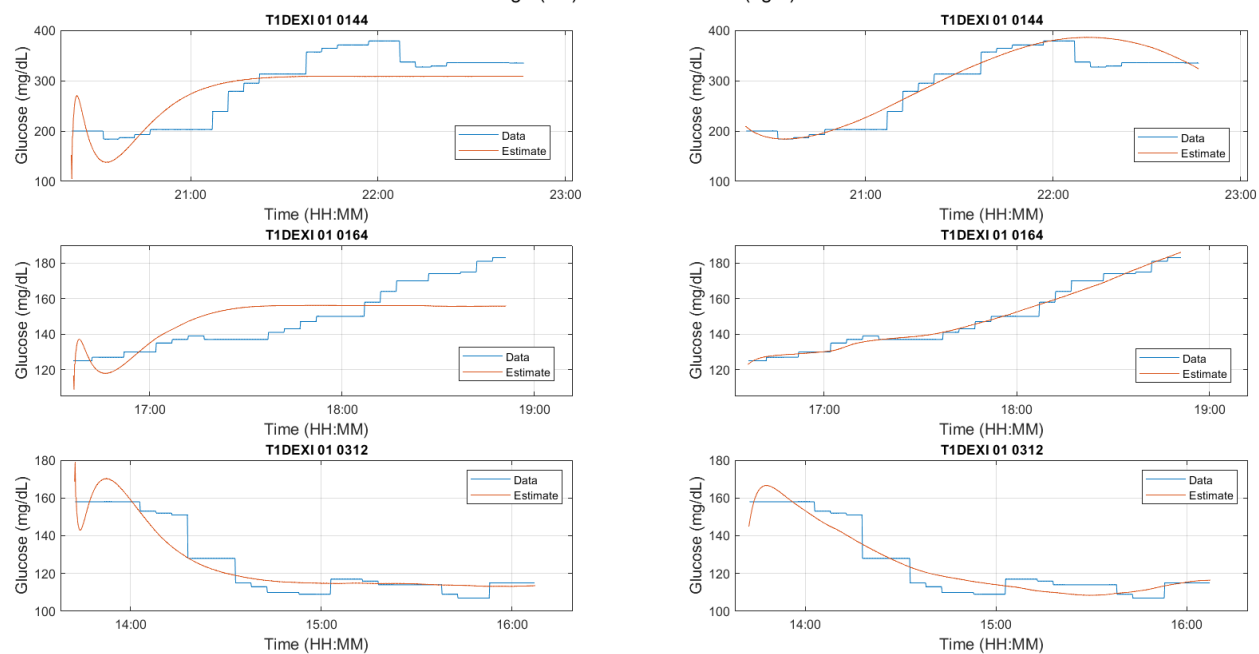 T1DEXI 01 0144
400
300
200
100
Glucose (mg/dL)
21:00 22:00 23:00
Time (HH:MM)
Data
Estimate
T1DEXI 01 0144
400
300
200
100
Glucose (mg/dL)
21:00 22:00 23:00
Time (HH:MM)
Data
Estimate
T1DEXI 01 0164
180
160
140
120
Glucose (mg/dL)
17:00 18:00 19:00
Time (HH:MM)
Data
Estimate
T1DEXI 01 0164
180
160
140
120
Glucose (mg/dL)
17:00 18:00 19:00
Time (HH:MM)
Data
Estimate
T1DEXI 01 0312
180
160
140
120
100
Glucose (mg/dL)
14:00 15:00 16:00
Time (HH:MM)
Data
Estimate
T1DEXI 01 0312
180
160
140
120
100
Glucose (mg/dL)
14:00 15:00 16:00
Time (HH:MM)
Data
Estimate